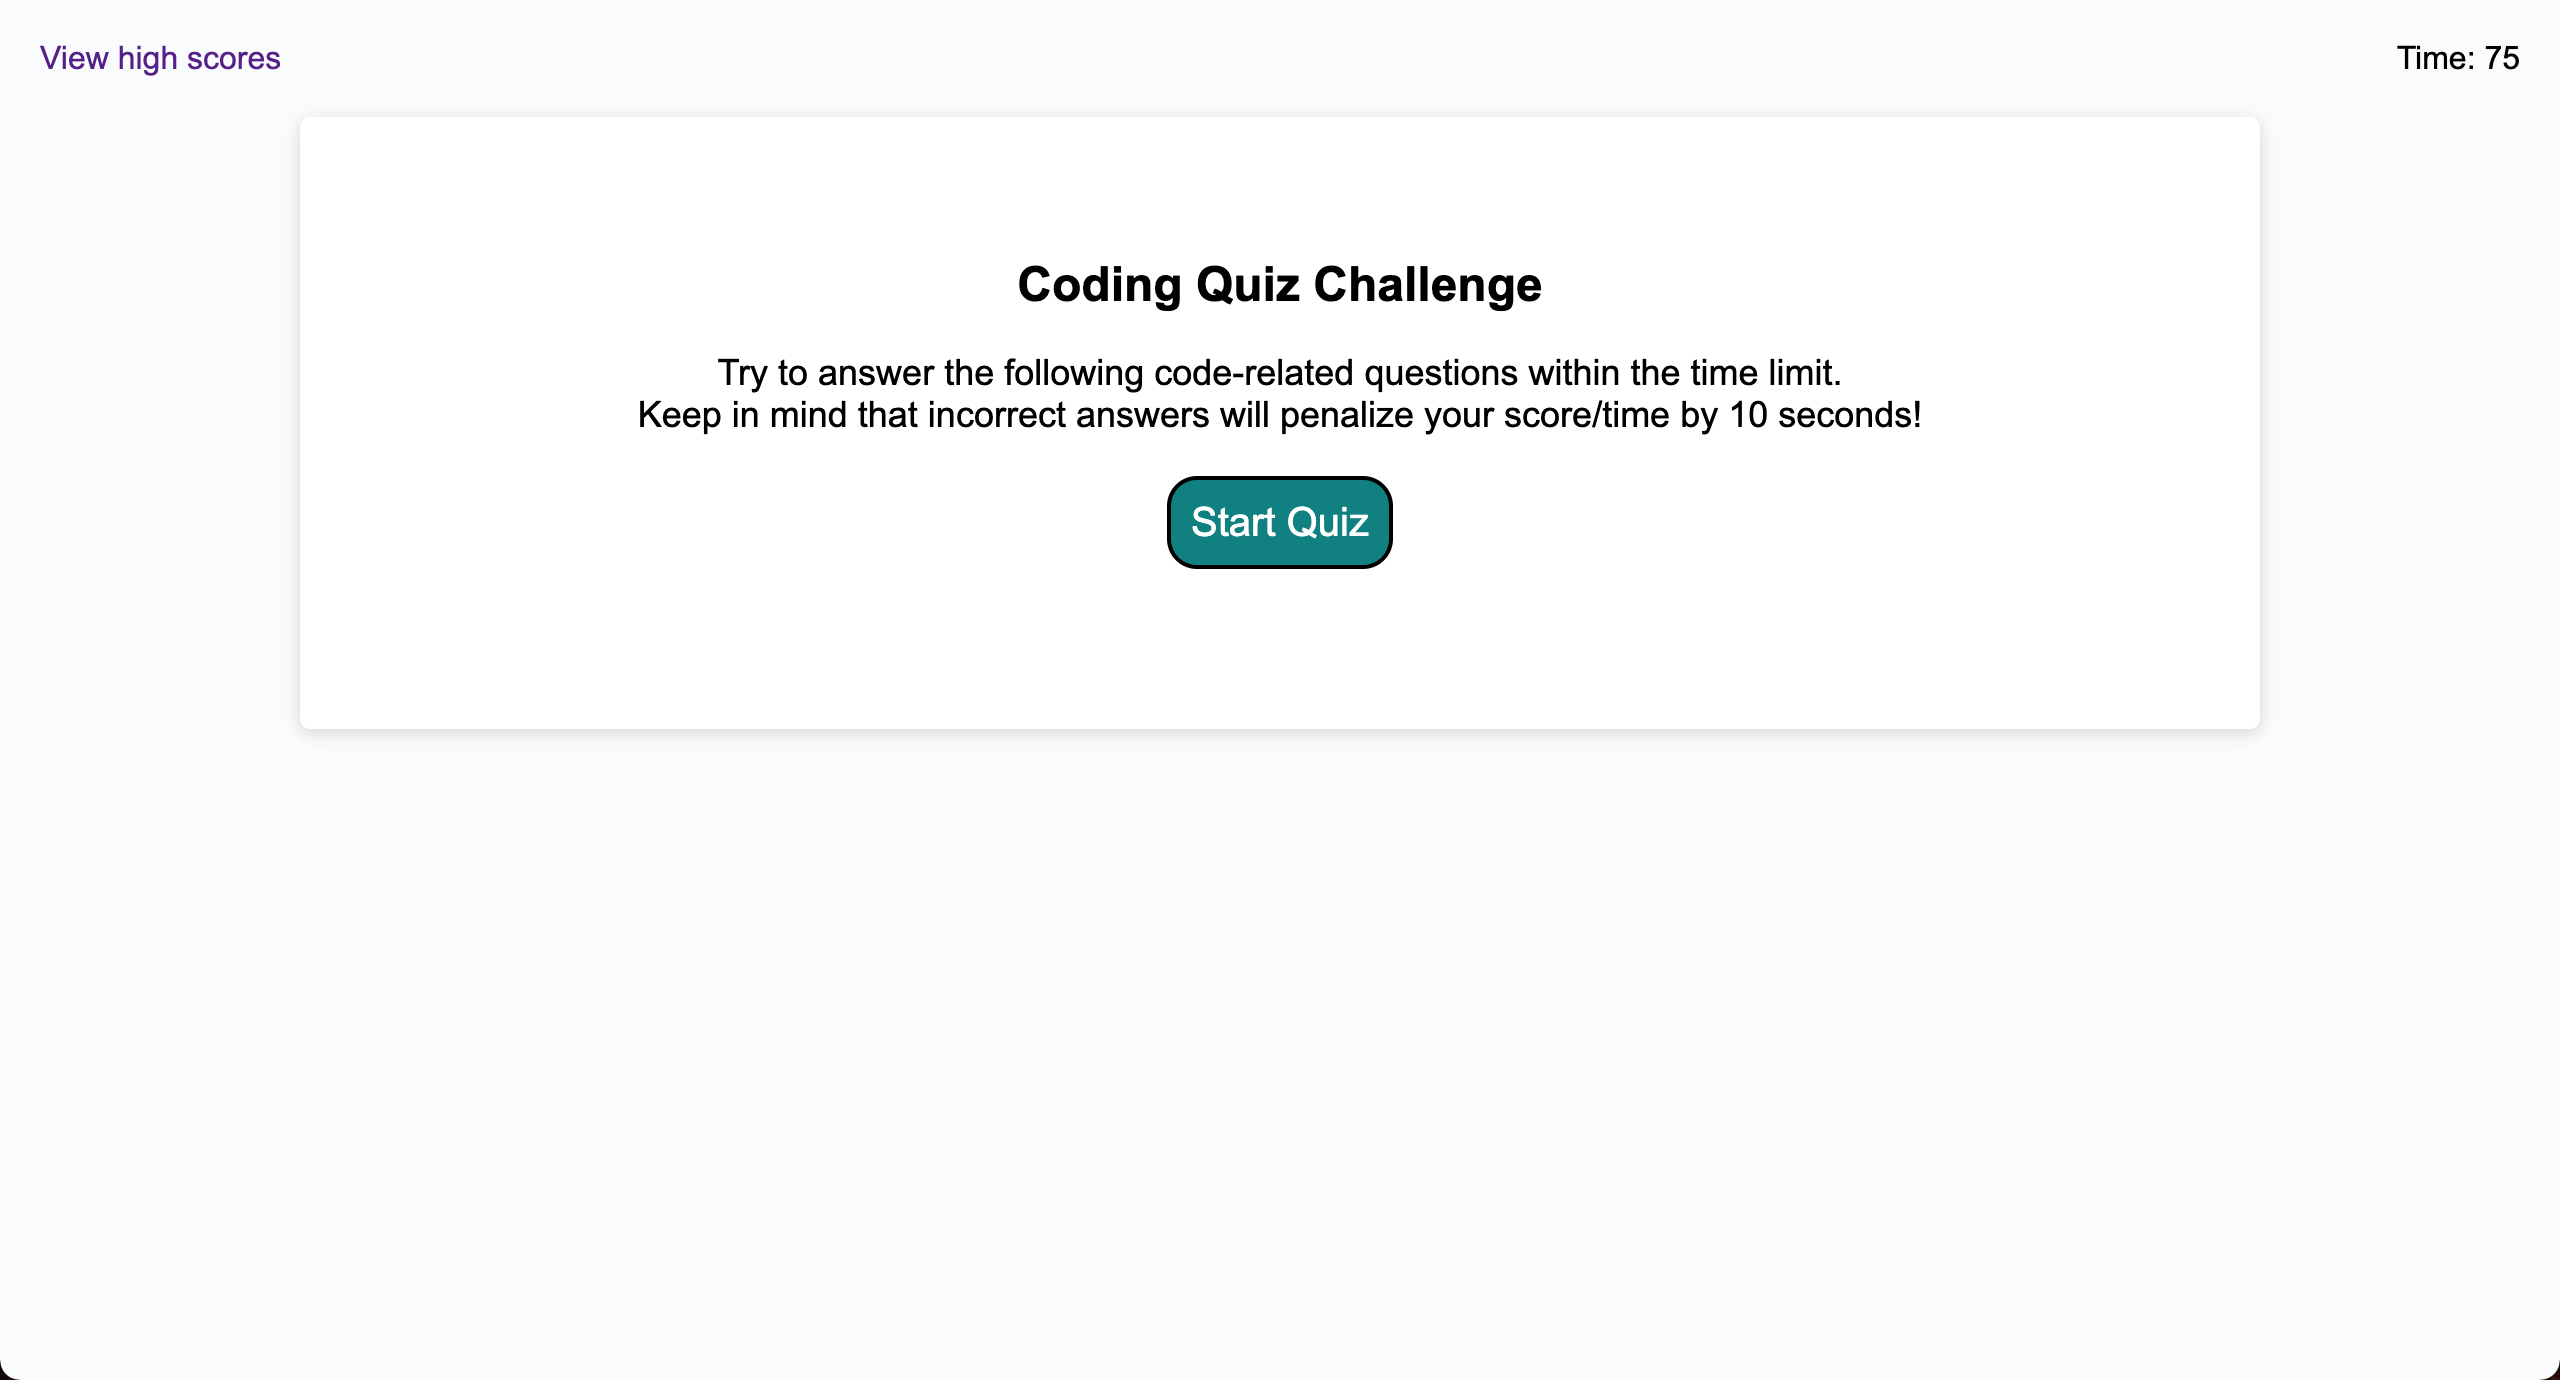 View high scores
Time: 75
Coding Quiz Challenge
Try to answer the following code-related questions within the time limit.
Keep in mind that incorrect answers will penalize your score/time by 10 seconds!
Start Quiz